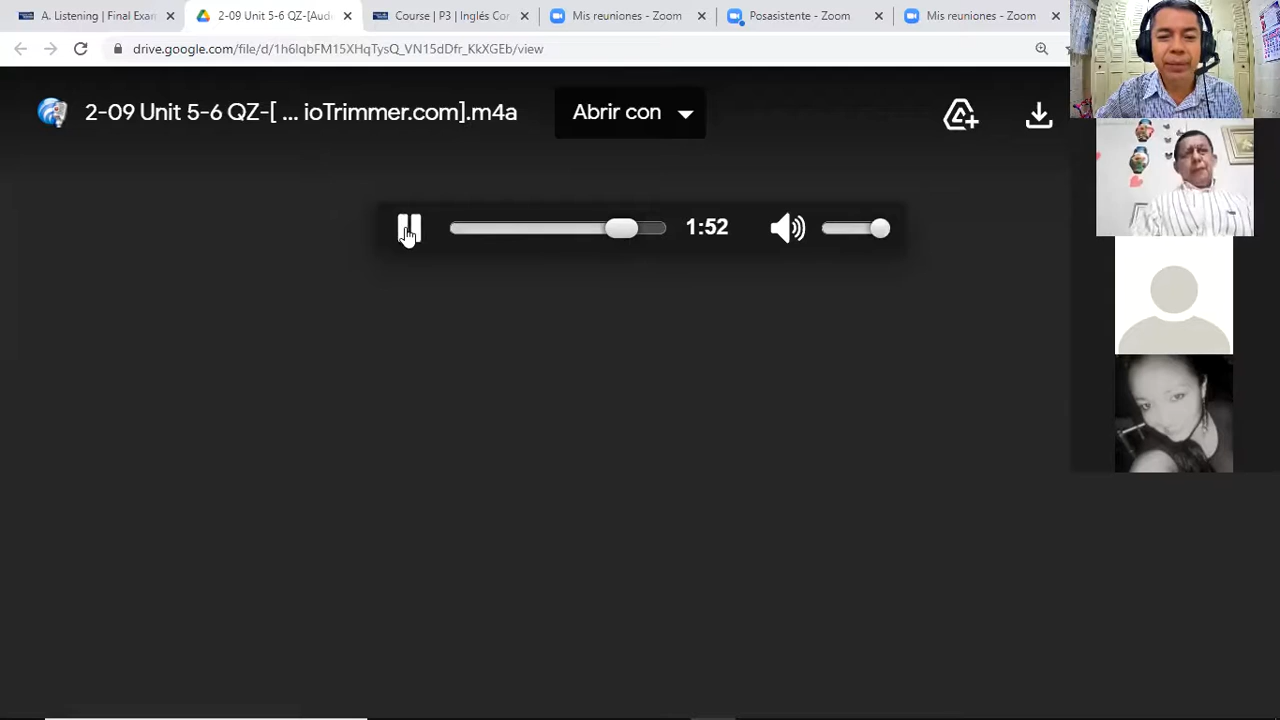 A. Listening | Final Exam
2-09 Unit 5-6 QZ-[Aud
Course | P3 | Inglés Co
Mis reuniones - Zoom
Posasistente - Zoom
Mis reuniones - Zoom
drive.google.com/file/d/1h6lqbFM15XHqTysQ_VN15dDfr_KkXGEb/view
2-09 Unit 5-6 QZ-[ ... ioTrimmer.com].m4a
Abrir con
1:52